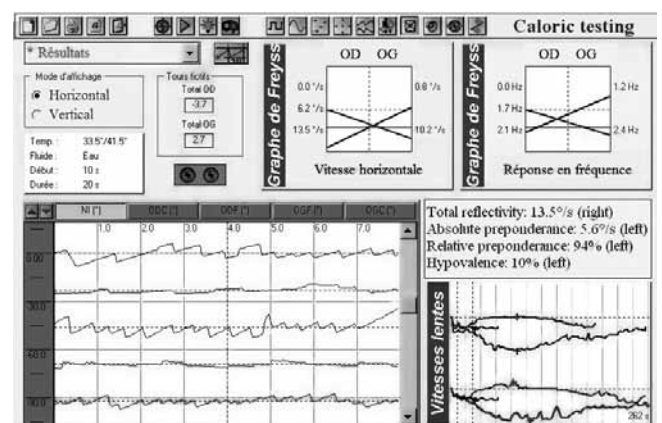 Caloric testing
* Résultats
Mode d'affichage
Horizontal
Vertical
Temp. : 33.5°/41.5°
Fluide : Eau
Début : 10 s
Durée : 20 s
Tours fictifs
Total OD
-3.7
Total OG
2.7
Graphe de Freyss
OD OG
0.0 °/s
6.2 °/s
13.5 °/s
0.6 °/s
10.2 °/s
Vitesse horizontale
Graphe de Freyss
OD OG
0.0 Hz
1.7 Hz
2.1 Hz
1.2 Hz
2.4 Hz
Réponse en fréquence
NI (°) ODC (°) ODF (°) OGF (°) OGC (°)
1.0 2.0 3.0 4.0 5.0 6.0 7.0
0.00
-30.0
-60.0
-90.0
Total reflectivity: 13.5°/s (right)
Absolute preponderance: 5.6°/s (left)
Relative preponderance: 94% (left)
Hypovalence: 10% (left)
Vitesses lentes
262 s